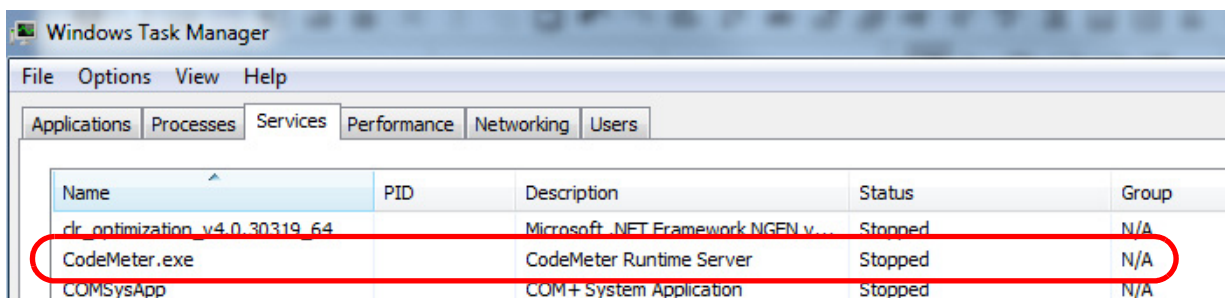 Windows Task Manager
File Options View Help
Applications Processes Services Performance Networking Users
Name PID Description Status Group
clr_optimization_v4.0.30319_64 Microsoft .NET Framework NGEN v... Stopped N/A
CodeMeter.exe CodeMeter Runtime Server Stopped N/A
COMSysApp COM+ System Application Stopped N/A